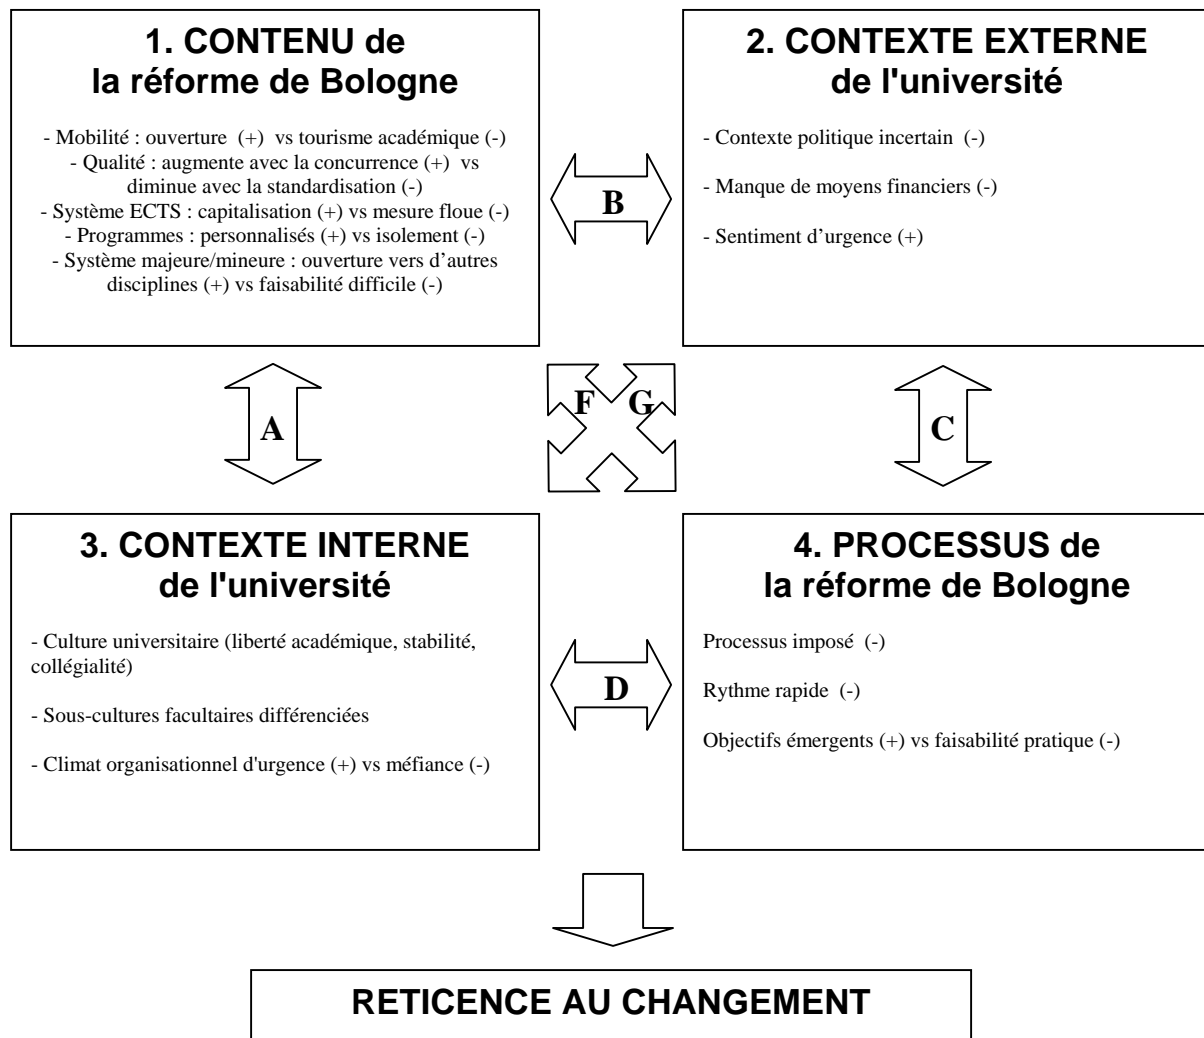 1. CONTENU de
la réforme de Bologne
- Mobilité : ouverture (+) vs tourisme académique (-)
- Qualité : augmente avec la concurrence (+) vs
diminue avec la standardisation (-)
- Système ECTS : capitalisation (+) vs mesure floue (-)
- Programmes : personnalisés (+) vs isolement (-)
- Système majeure/mineure : ouverture vers d'autres
disciplines (+) vs faisabilité difficile (-)
B
2. CONTEXTE EXTERNE
de l'université
- Contexte politique incertain (-)
- Manque de moyens financiers (-)
- Sentiment d'urgence (+)
A
F G
C
3. CONTEXTE INTERNE
de l'université
- Culture universitaire (liberté académique, stabilité,
collégialité)
- Sous-cultures facultaires différenciées
- Climat organisationnel d'urgence (+) vs méfiance (-)
D
4. PROCESSUS de
la réforme de Bologne
Processus imposé (-)
Rythme rapide (-)
Objectifs émergents (+) vs faisabilité pratique (-)
RETICENCE AU CHANGEMENT